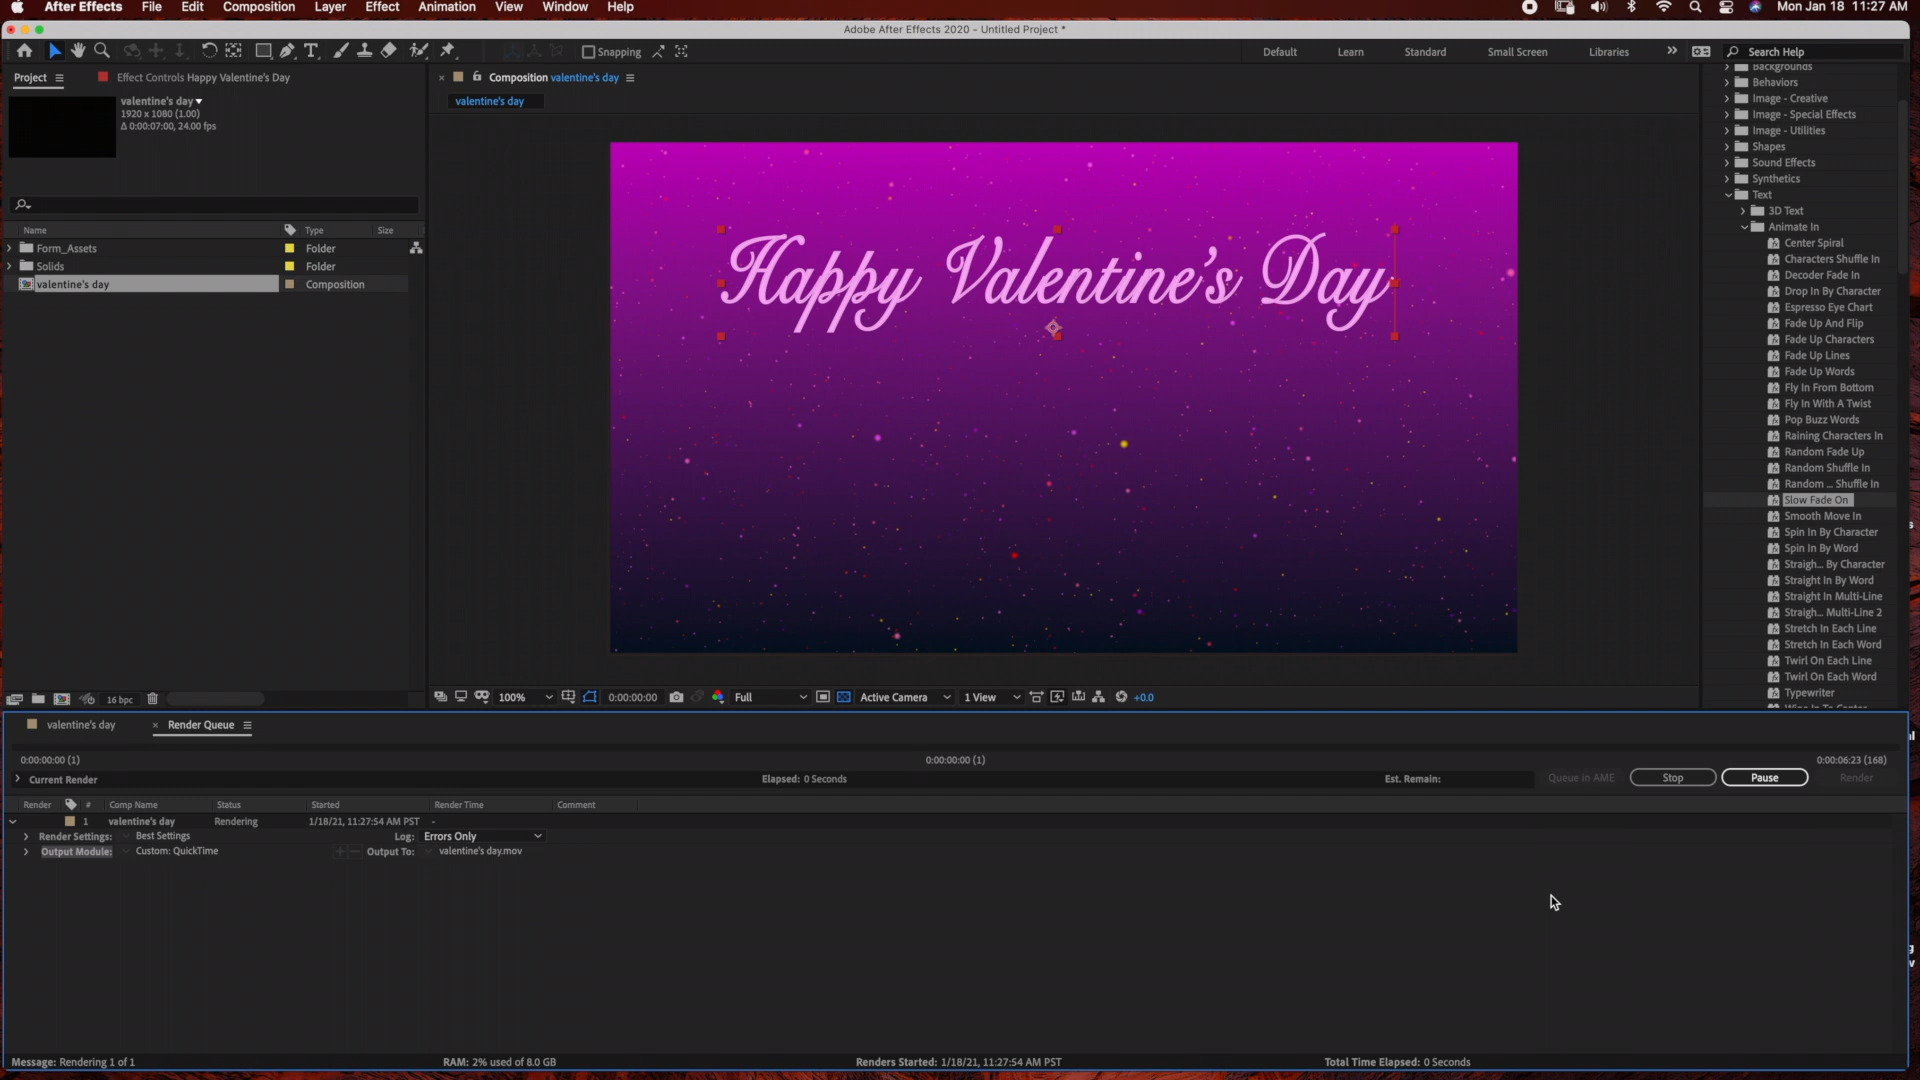 After Effects File Edit Composition Layer Effect Animation View Window Help Mon Jan 18 11:27 AM
Adobe After Effects 2020 - Untitled Project *
Snapping Default Learn Standard Small Screen Libraries Search Help
Project Effect Controls Happy Valentine's Day Composition valentine's day
valentine's day
1920 x 1080 (1.00)
Δ 0:00:07:00, 24.00 fps
valentine's day
Name Type Size
Form_Assets Folder
Solids Folder
valentine's day Composition
Happy Valentine's Day
Backgrounds
Behaviors
Image - Creative
Image - Special Effects
Image - Utilities
Shapes
Sound Effects
Synthetics
Text
3D Text
Animate In
Center Spiral
Characters Shuffle In
Decoder Fade In
Drop In By Character
Espresso Eye Chart
Fade Up And Flip
Fade Up Characters
Fade Up Lines
Fade Up Words
Fly In From Bottom
Fly In With A Twist
Pop Buzz Words
Raining Characters In
Random Fade Up
Random Shuffle In
Random ... Shuffle In
Slow Fade On
Smooth Move In
Spin In By Character
Spin In By Word
Straigh... By Character
Straight In By Word
Straight In Multi-Line
Straigh... Multi-Line 2
Stretch In Each Line
Stretch In Each Word
Twirl On Each Line
Twirl On Each Word
Typewriter
16 bpc 100% 0:00:00:00 Full Active Camera 1 View +0.0
valentine's day Render Queue
0:00:00:00 (1) 0:00:00:00 (1) 0:00:06:23 (168)
Current Render Elapsed: 0 Seconds Est. Remain: Queue in AME Stop Pause Render
Render # Comp Name Status Started Render Time Comment
1 valentine's day Rendering 1/18/21, 11:27:54 AM PST -
Render Settings: Best Settings Log: Errors Only
Output Module: Custom: QuickTime Output To: valentine's day.mov
Message: Rendering 1 of 1 RAM: 2% used of 8.0 GB Renders Started: 1/18/21, 11:27:54 AM PST Total Time Elapsed: 0 Seconds